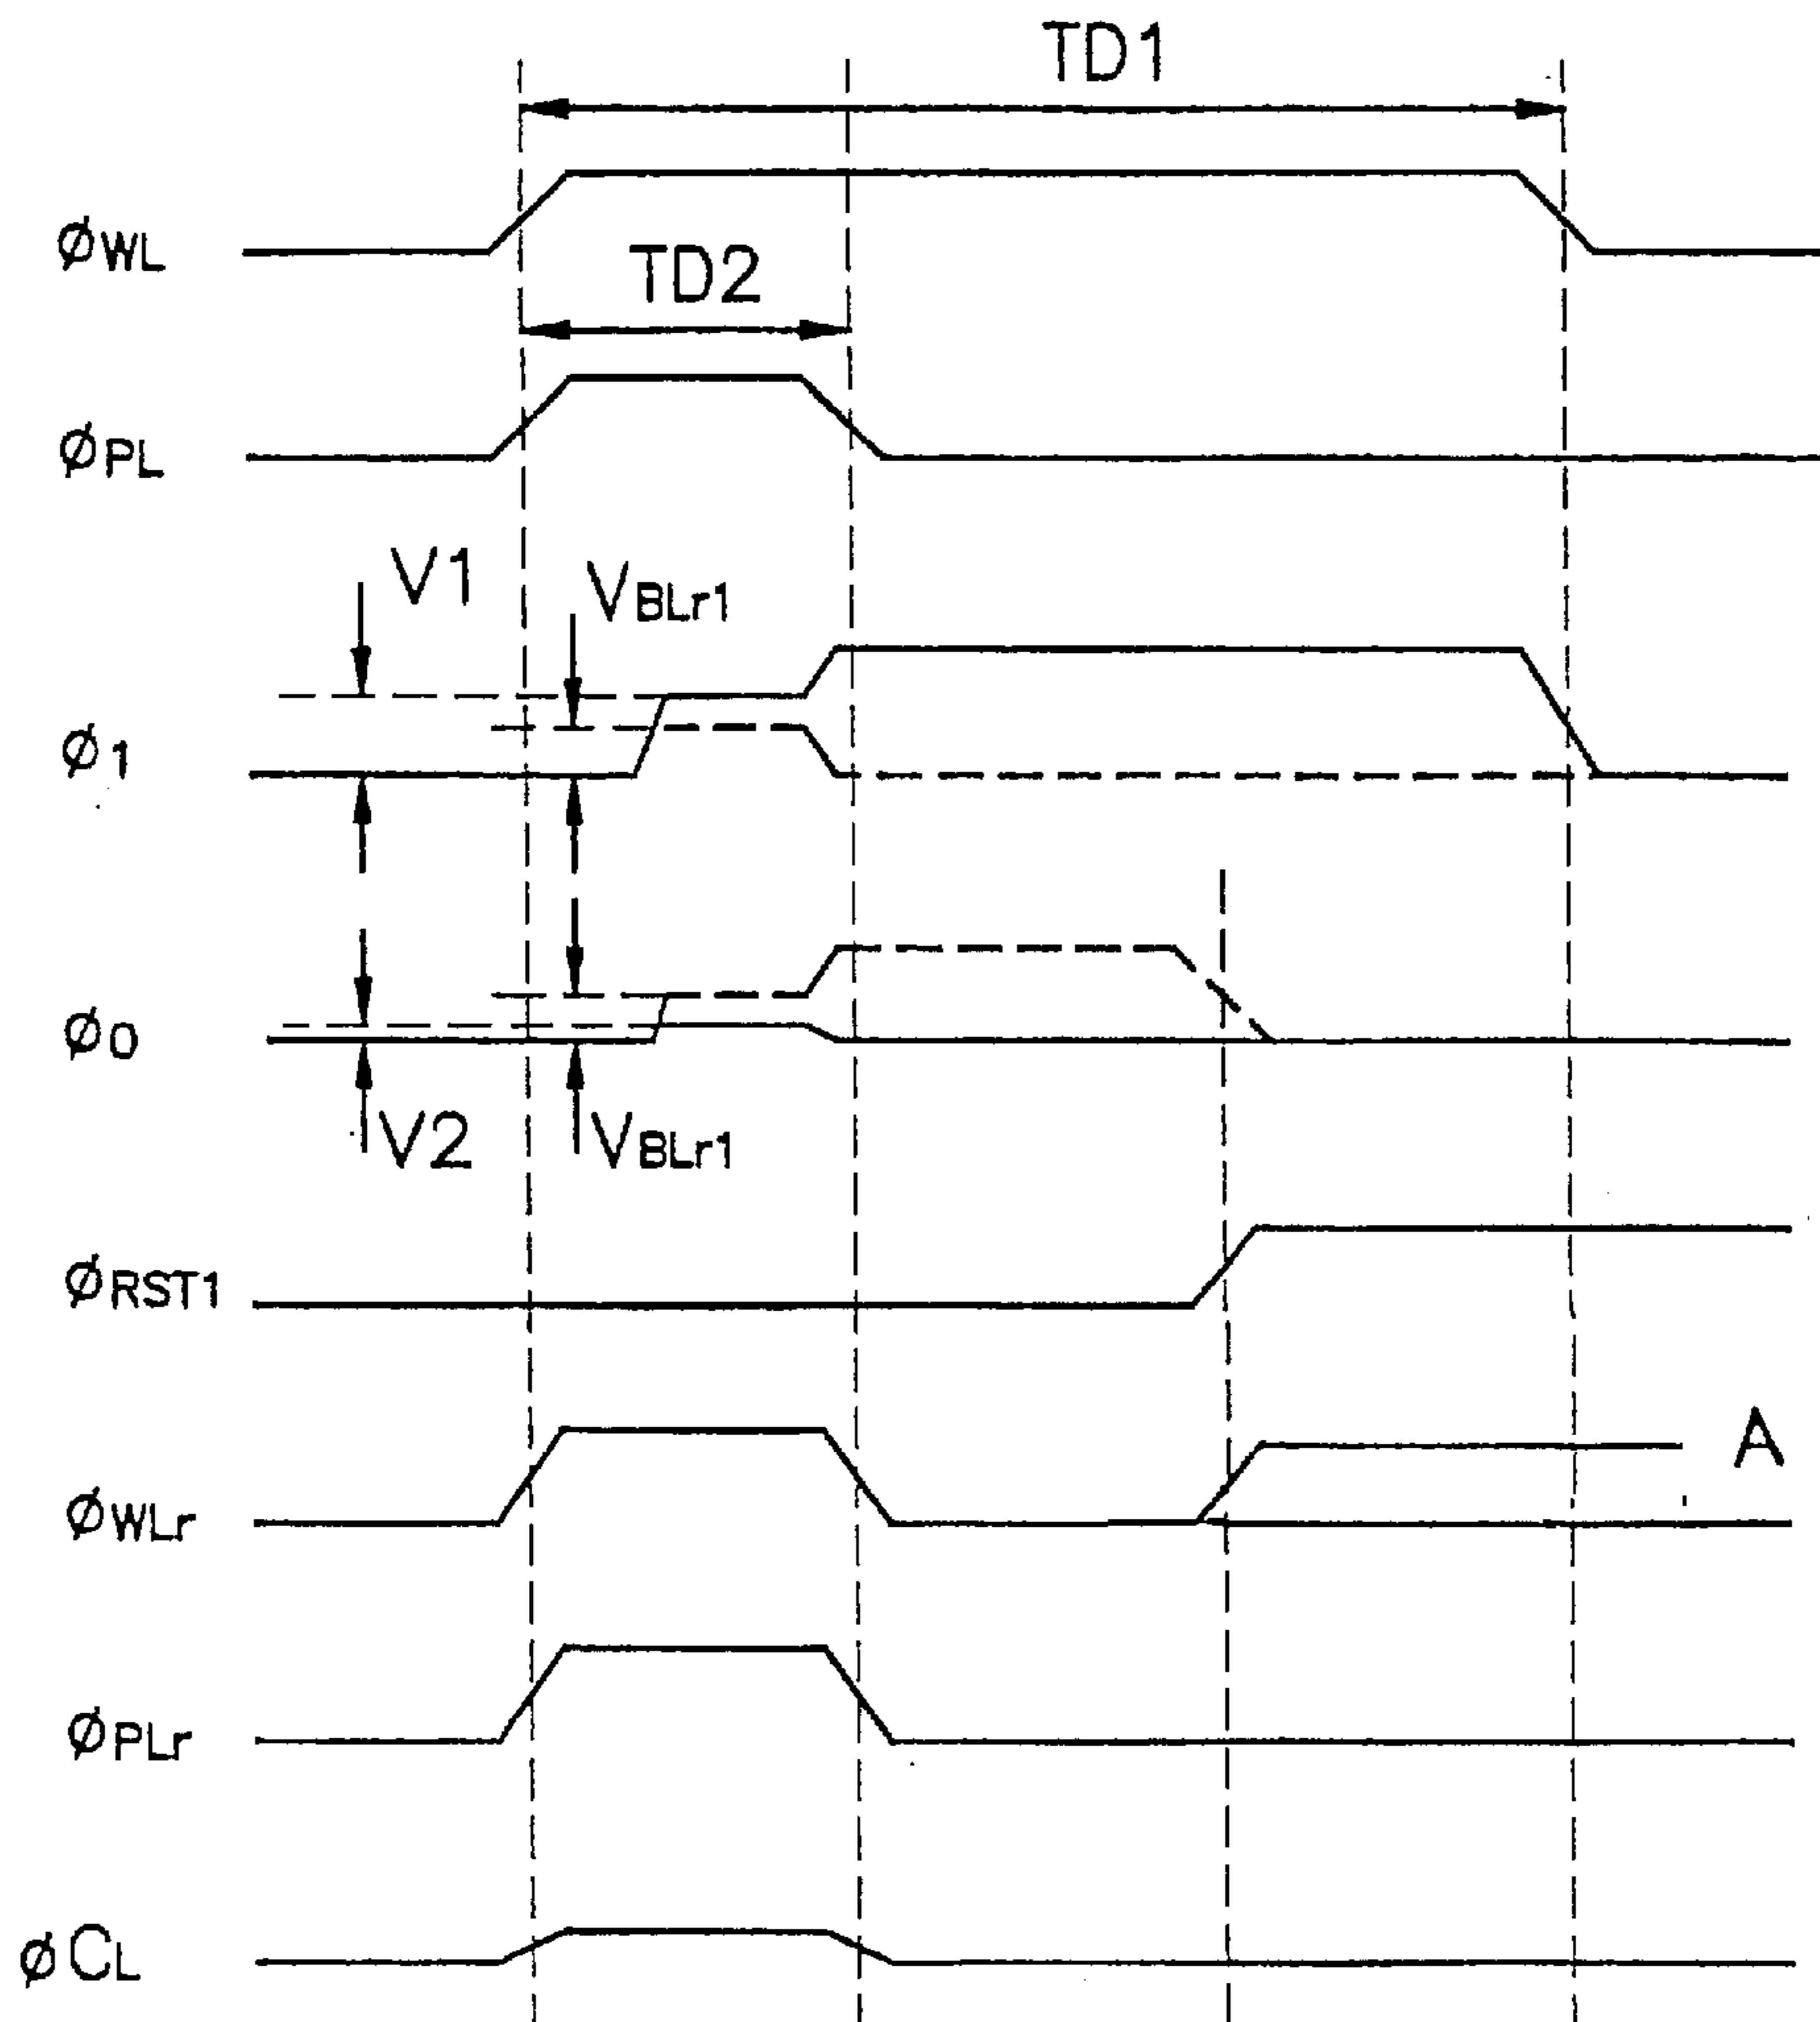 TD1
øWL
TD2
øPL
V1
VBLr1
ø1
ø0
V2
VBLr1
øRST1
A
øWLr
øPLr
øCL